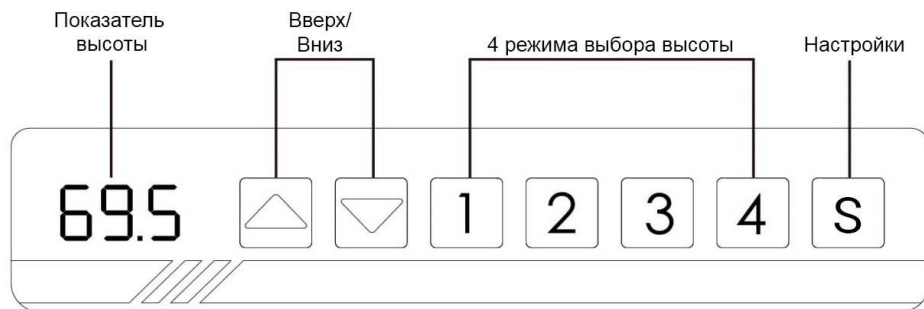 Показатель
высоты
Вверх/
Вниз
4 режима выбора высоты
Настройки
69.5
1 2 3 4 S